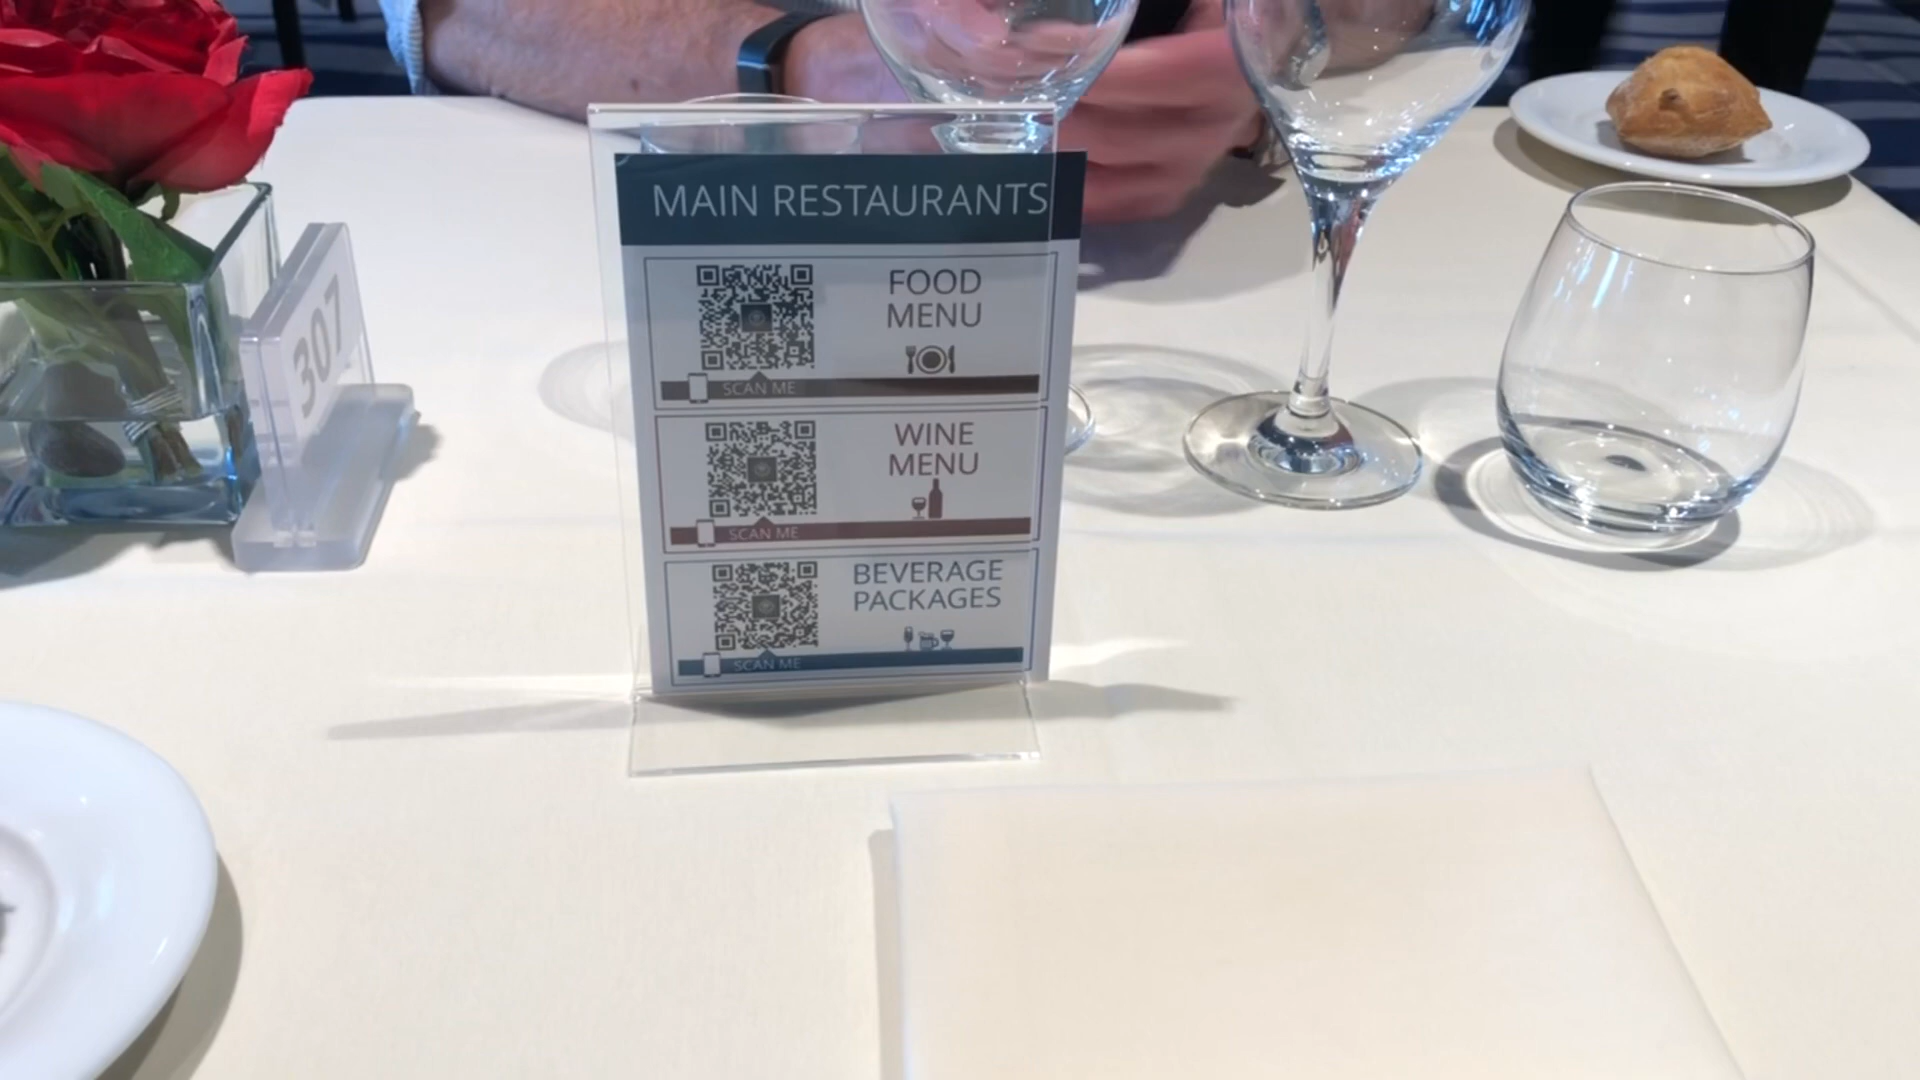 MAIN RESTAURANTS
FOOD
MENU
SCAN ME
WINE
MENU
SCAN ME
BEVERAGE
PACKAGES
SCAN ME
307